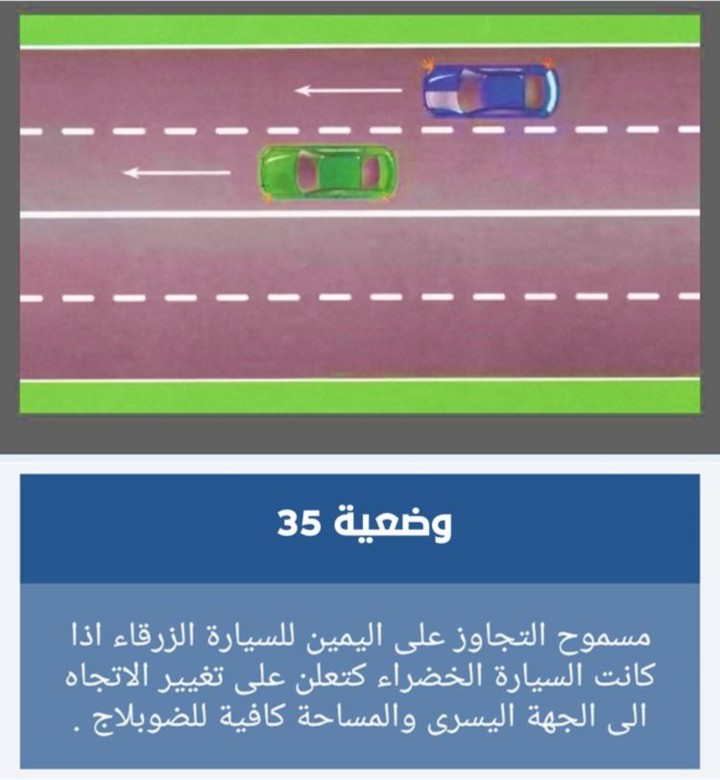 وضعية 35
مسموح التجاوز على اليمين للسيارة الزرقاء اذا
كانت السيارة الخضراء كتعلن على تغيير الاتجاه
الى الجهة اليسرى والمساحة كافية للضوبلاج .